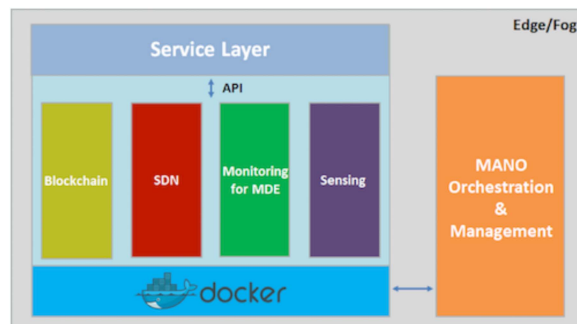 Edge/Fog
Service Layer
API
Blockchain
SDN
Monitoring
for MDE
Sensing
MANO
Orchestration
&
Management
docker